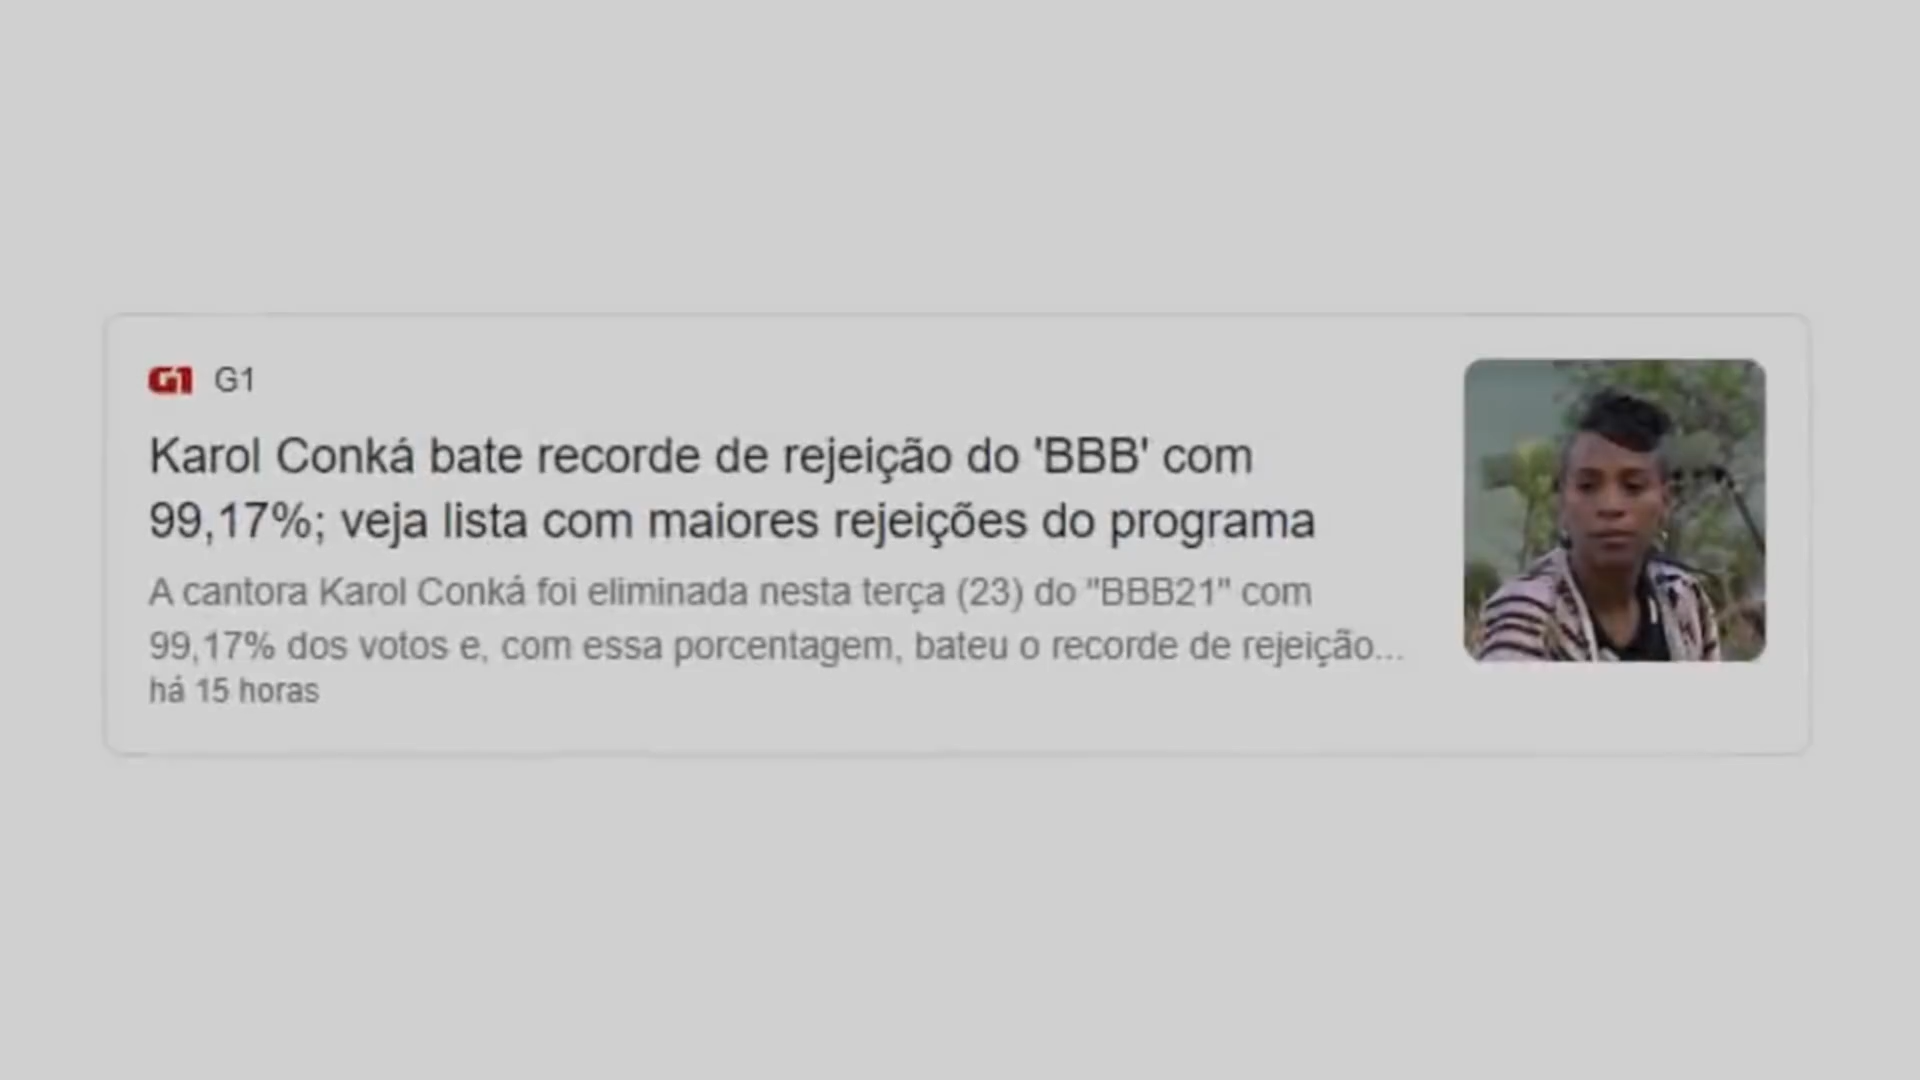 G1 G1
Karol Conká bate recorde de rejeição do 'BBB' com
99,17%; veja lista com maiores rejeições do programa
A cantora Karol Conká foi eliminada nesta terça (23) do "BBB21" com
99,17% dos votos e, com essa porcentagem, bateu o recorde de rejeição...
há 15 horas